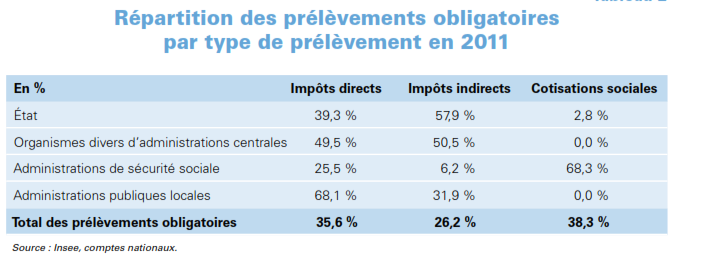 Répartition des prélèvements obligatoires
par type de prélèvement en 2011
En % Impôts directs Impôts indirects Cotisations sociales
État 39,3 % 57,9 % 2,8 %
Organismes divers d’administrations centrales 49,5 % 50,5 % 0,0 %
Administrations de sécurité sociale 25,5 % 6,2 % 68,3 %
Administrations publiques locales 68,1 % 31,9 % 0,0 %
Total des prélèvements obligatoires 35,6 % 26,2 % 38,3 %
Source : Insee, comptes nationaux.